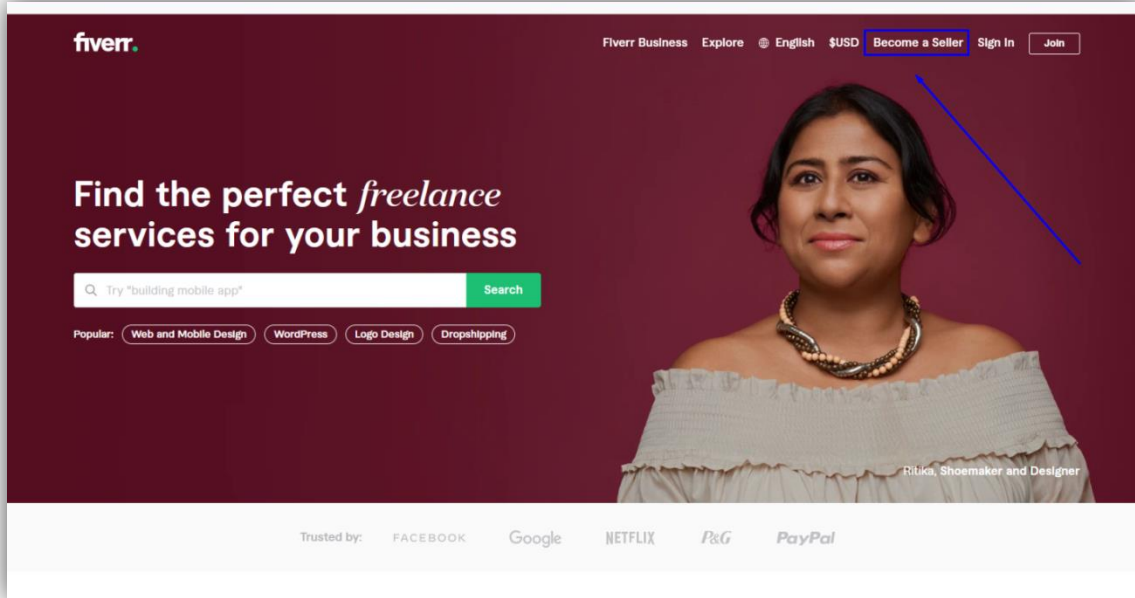 fiverr.
Fiverr Business Explore English $USD Become a Seller Sign In Join
Find the perfect freelance
services for your business
Try "building mobile app"
Search
Popular: Web and Mobile Design WordPress Logo Design Dropshipping
Ritika, Shoemaker and Designer
Trusted by: FACEBOOK Google NETFLIX P&G PayPal